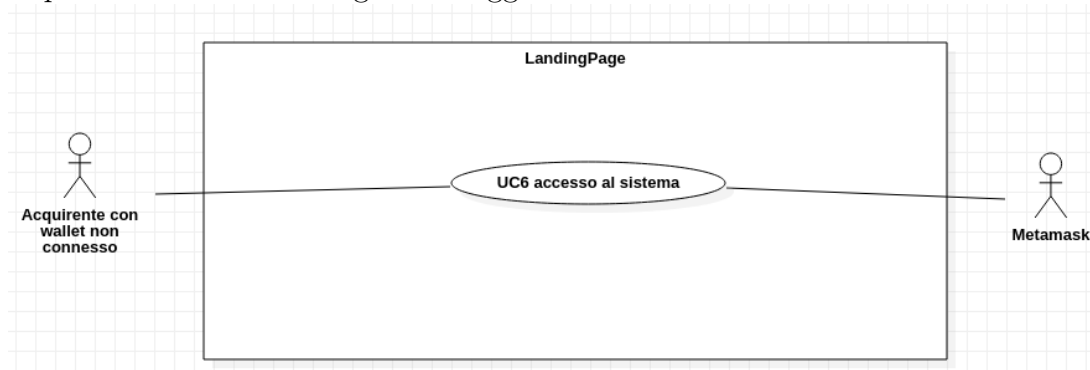 LandingPage
UC6 accesso al sistema
Acquirente con
wallet non
connesso
Metamask